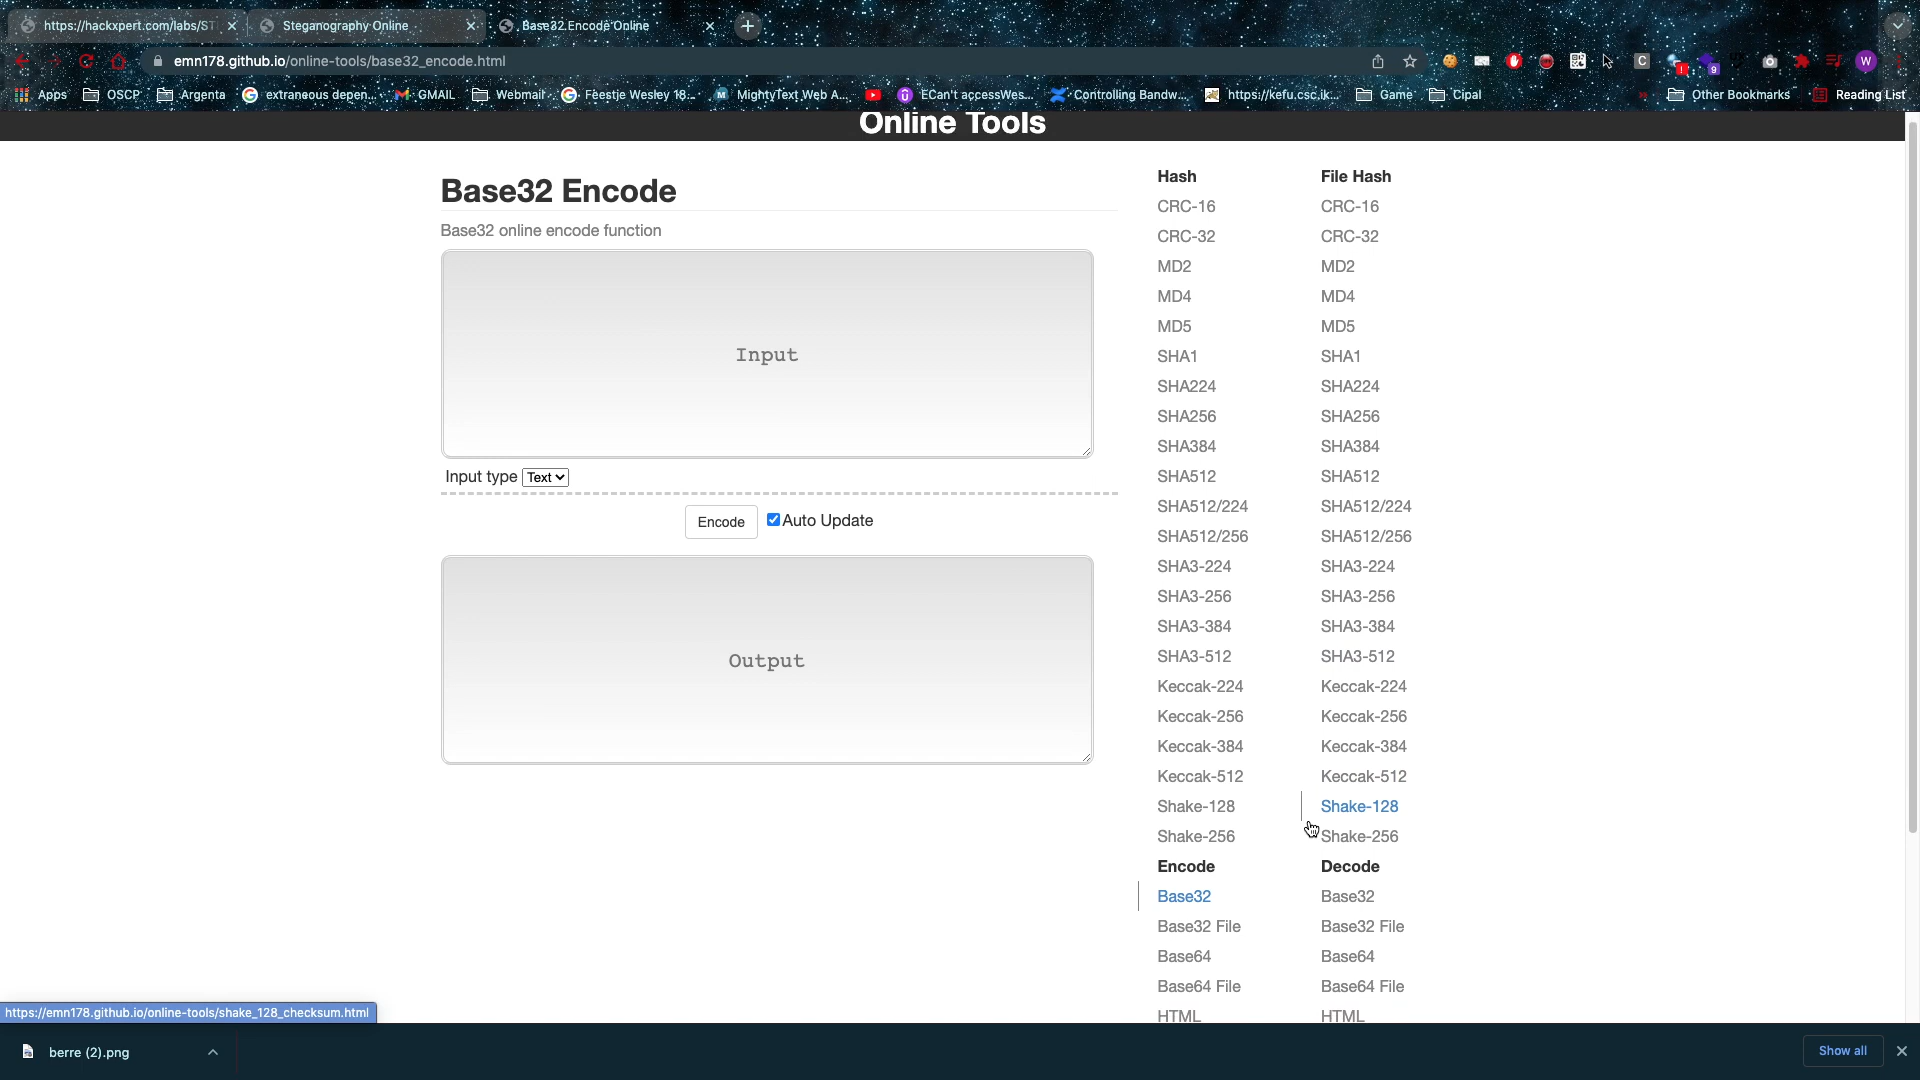 https://hackxpert.com/labs/ST
Steganography Online
Base32 Encode Online
emn178.github.io/online-tools/base32_encode.html
C
9
W
Apps
OSCP
Argenta
extraneous depen...
GMAIL
Webmail
Feestje Wesley 18...
MightyText Web A...
ECan't accessWes...
Controlling Bandw...
https://kefu.csc.ik...
Game
Cipal
Other Bookmarks
Reading List
Online Tools
Base32 Encode
Base32 online encode function
Input
Input type Text
Encode Auto Update
Output
Hash File Hash
CRC-16 CRC-16
CRC-32 CRC-32
MD2 MD2
MD4 MD4
MD5 MD5
SHA1 SHA1
SHA224 SHA224
SHA256 SHA256
SHA384 SHA384
SHA512 SHA512
SHA512/224 SHA512/224
SHA512/256 SHA512/256
SHA3-224 SHA3-224
SHA3-256 SHA3-256
SHA3-384 SHA3-384
SHA3-512 SHA3-512
Keccak-224 Keccak-224
Keccak-256 Keccak-256
Keccak-384 Keccak-384
Keccak-512 Keccak-512
Shake-128 Shake-128
Shake-256 Shake-256
Encode Decode
Base32 Base32
Base32 File Base32 File
Base64 Base64
Base64 File Base64 File
HTML HTML
https://emn178.github.io/online-tools/shake_128_checksum.html
berre (2).png
Show all